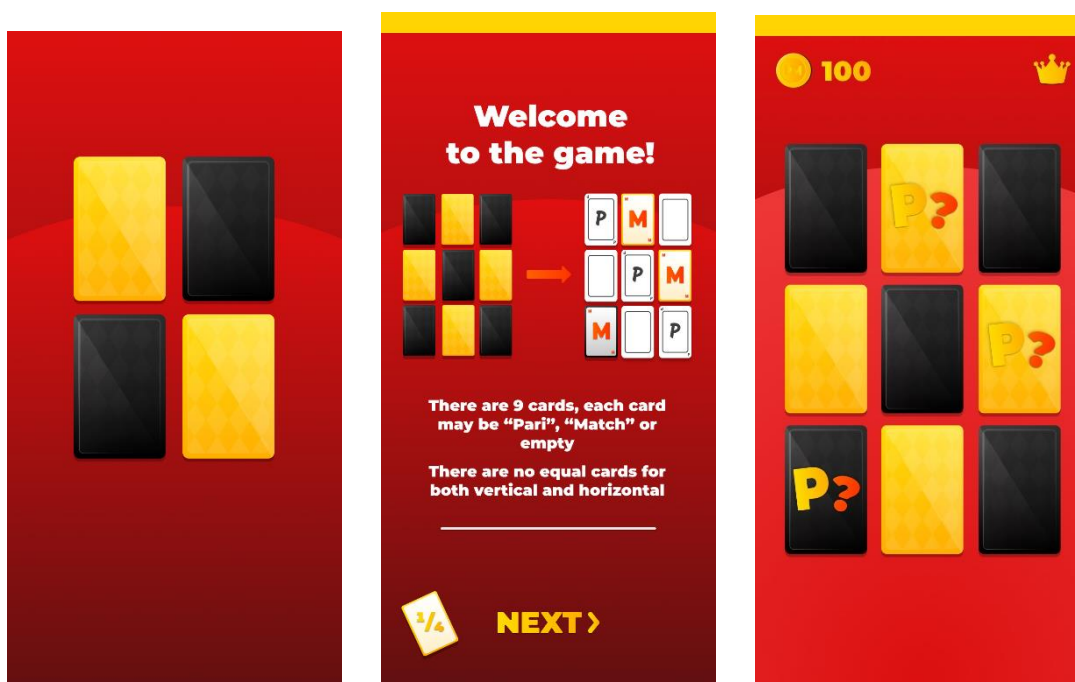 Welcome
to the game!
P M
P M
M P
There are 9 cards, each card
may be “Pari”, “Match” or
empty
There are no equal cards for
both vertical and horizontal
1/4
NEXT
100
P?
P?
P?